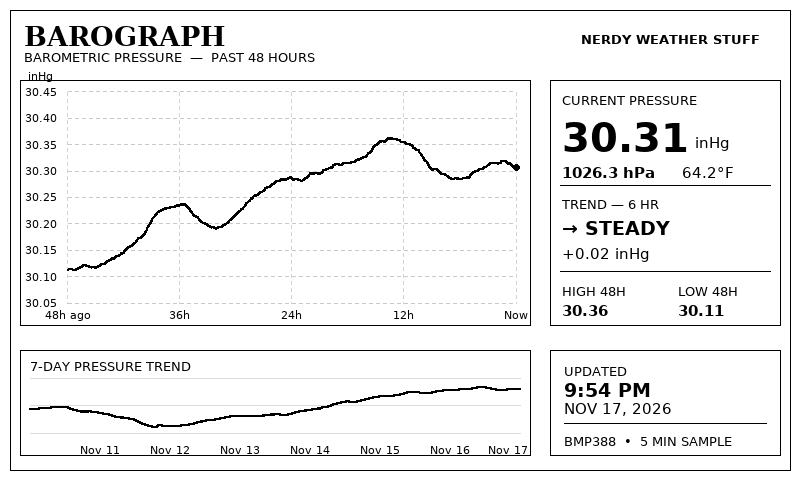 BAROGRAPH
BAROMETRIC PRESSURE — PAST 48 HOURS
NERDY WEATHER STUFF
inHg
30.45
30.40
30.35
30.30
30.25
30.20
30.15
30.10
30.05
48h ago 36h 24h 12h Now
CURRENT PRESSURE
30.31 inHg
1026.3 hPa 64.2°F
TREND — 6 HR
→ STEADY
+0.02 inHg
HIGH 48H LOW 48H
30.36 30.11
7-DAY PRESSURE TREND
Nov 11 Nov 12 Nov 13 Nov 14 Nov 15 Nov 16 Nov 17
UPDATED
9:54 PM
NOV 17, 2026
BMP388 • 5 MIN SAMPLE